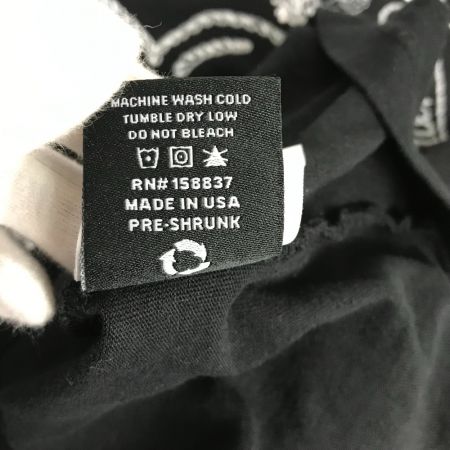 MACHINE WASH COLD
TUMBLE DRY LOW
DO NOT BLEACH
RN# 158837
MADE IN USA
PRE-SHRUNK